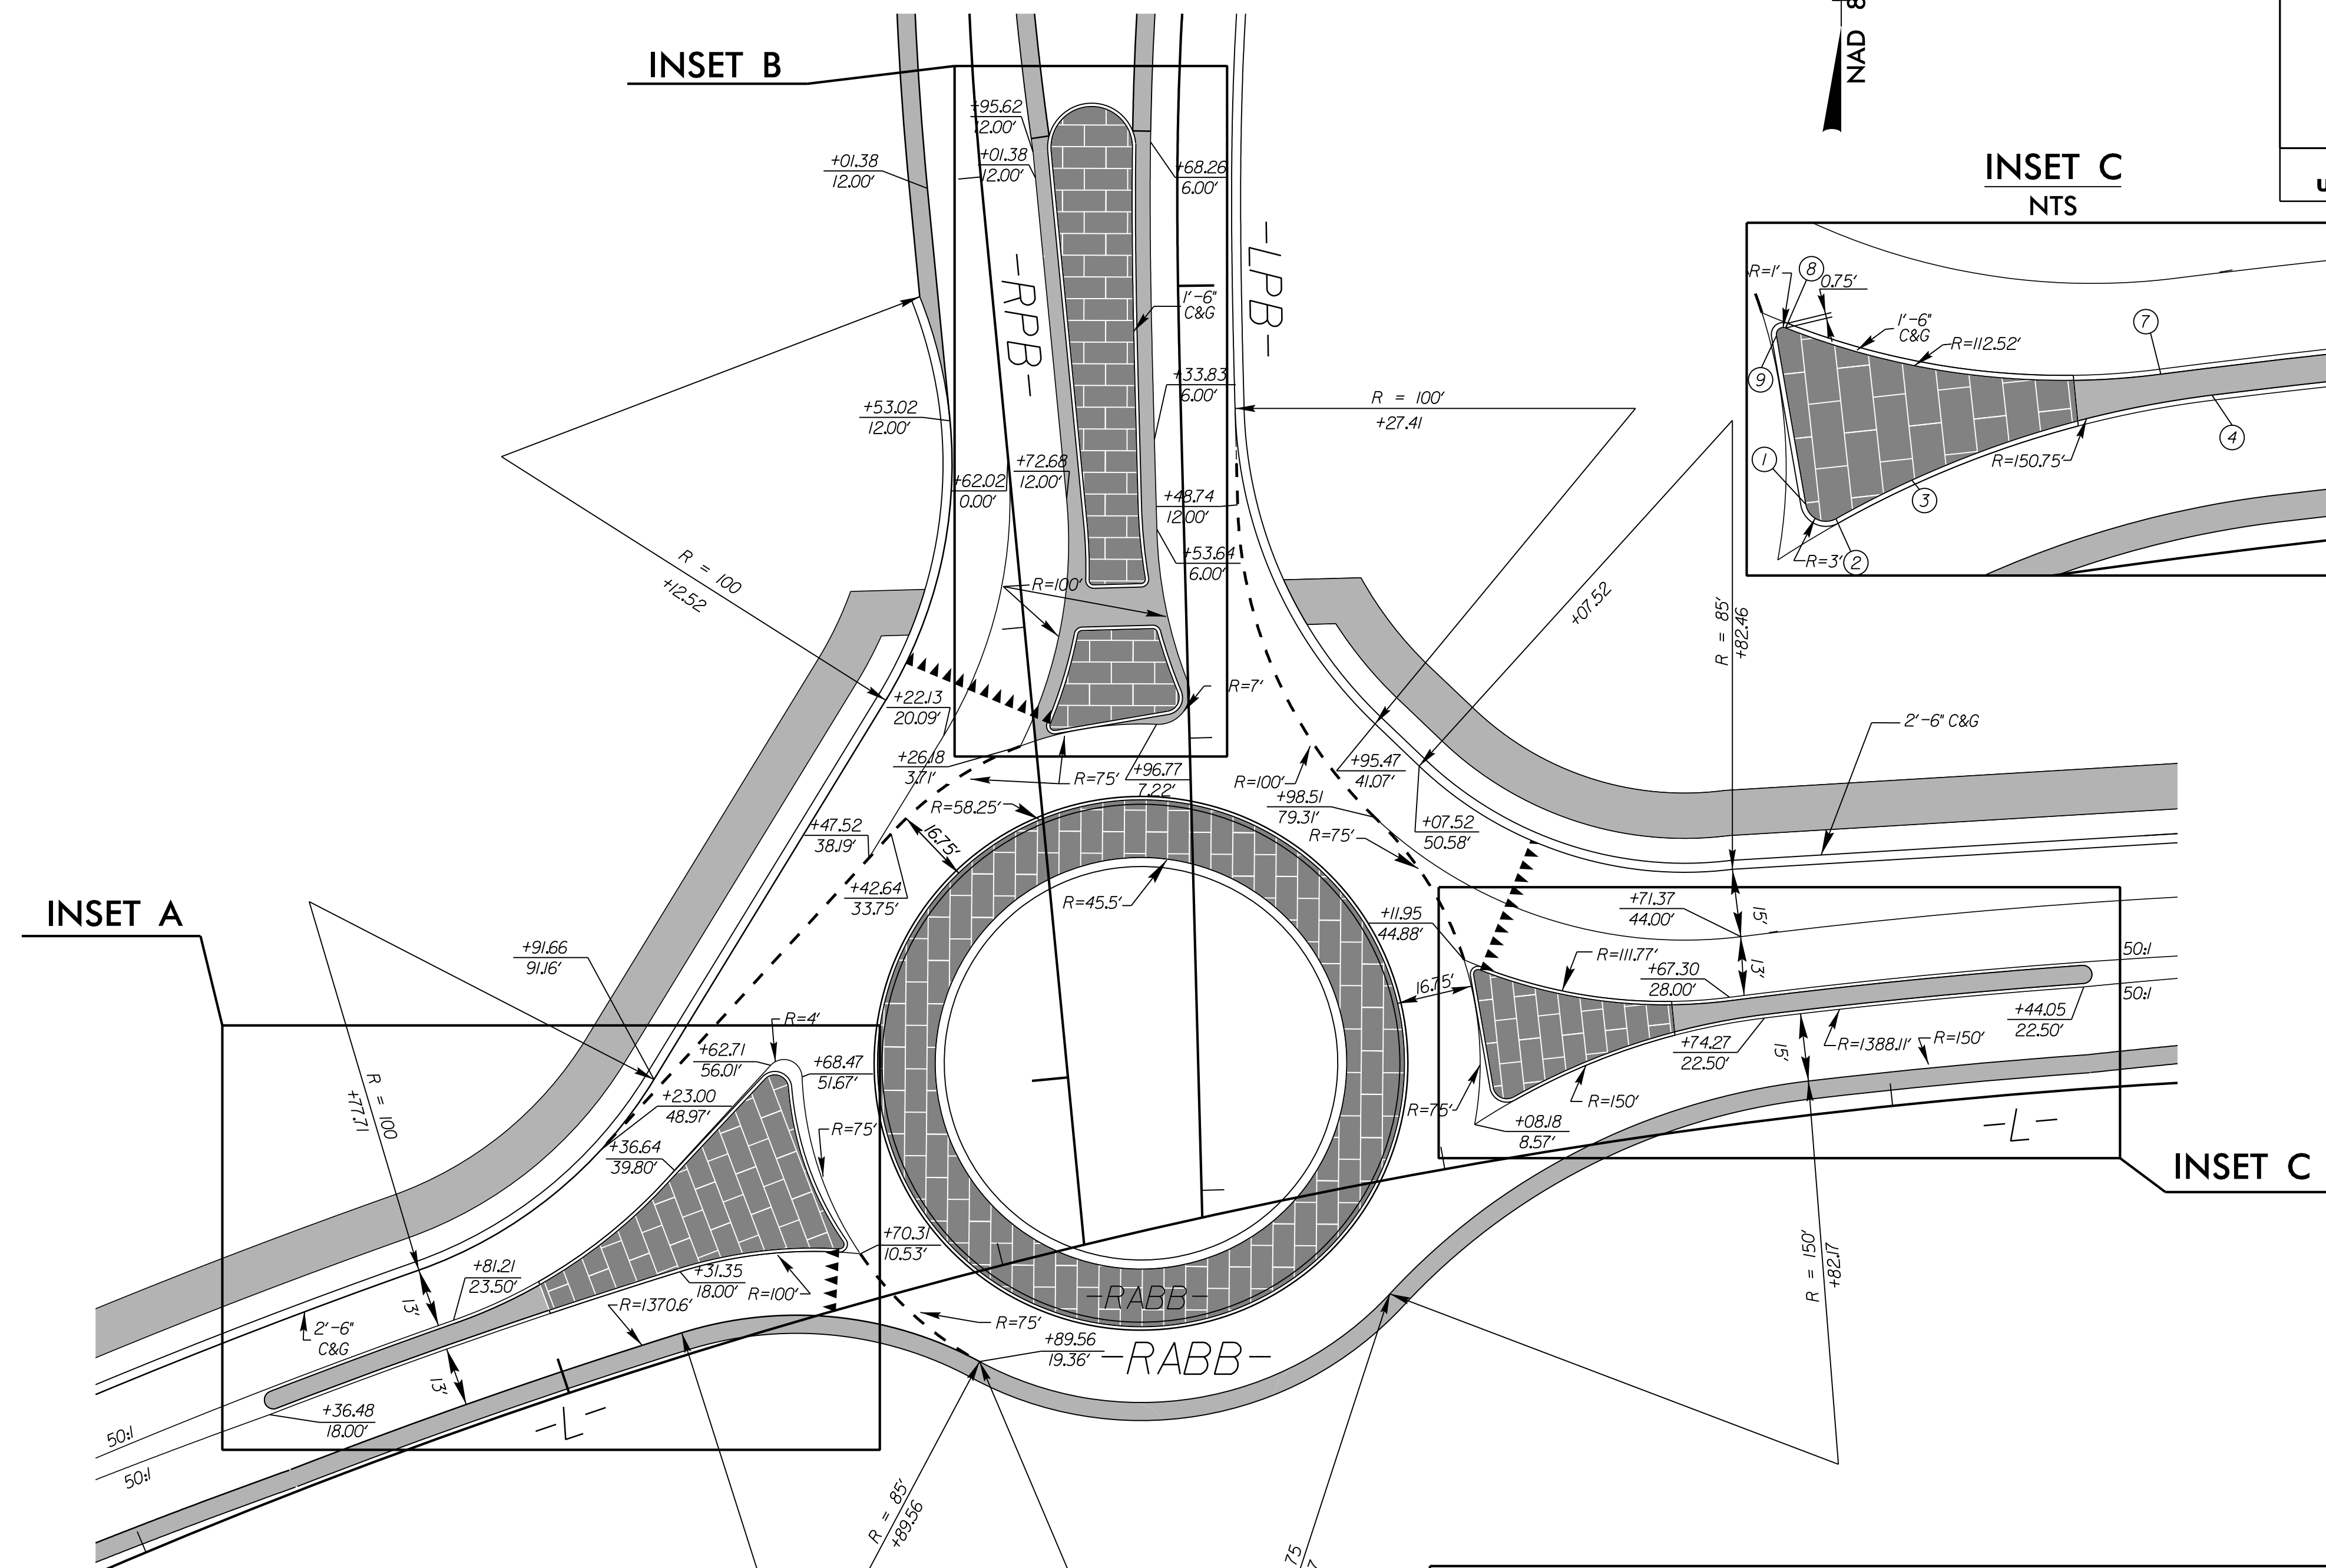 INSET B
NAD 8
+95.62
12.00'
+01.38
12.00'
+01.38
12.00'
+68.26
6.00'
-RPB-
-LPB-
1'-6"
C&G
INSET C
NTS
R=1'
8
0.75'
1'-6"
C&G
R=112.52'
7
9
4
1
R=150.75'
3
R=3'
2
+53.02
12.00'
+33.83
6.00'
R = 100'
+27.41
+62.02
0.00'
+72.68
12.00'
+48.74
12.00'
+53.64
6.00'
R = 100
+12.52
R=100'
+07.52
R = 85'
+82.46
+22.13
20.09'
R=7'
2'-6" C&G
+26.18
3.71'
R=75'
+96.77
7.22'
R=100'
+95.47
41.07'
R=58.25'
+98.51
79.31'
+47.52
38.19'
16.75'
R=75'
+07.52
50.58'
+42.64
33.75'
R=45.5'
INSET A
+91.66
91.16'
+11.95
44.88'
+71.37
44.00'
15'
R=111.77'
+67.30
28.00'
13'
50:1
50:1
16.75'
+44.05
22.50'
R=4'
+62.71
56.01'
+68.47
51.67'
+74.27
22.50'
15'
R=1388.11'
R=150'
+23.00
48.97'
R=75'
R=150'
R = 100
+77.71
+36.64
39.80'
R=75'
+08.18
8.57'
-L-
INSET C
+70.31
10.53'
+81.21
23.50'
+31.35
18.00'
R=100'
13'
R=1370.6'
-RABB-
R = 150'
+82.17
2'-6"
C&G
R=75'
+89.56
19.36'
-RABB-
13'
+36.48
18.00'
-L-
50:1
50:1
R = 85'
+89.56
75